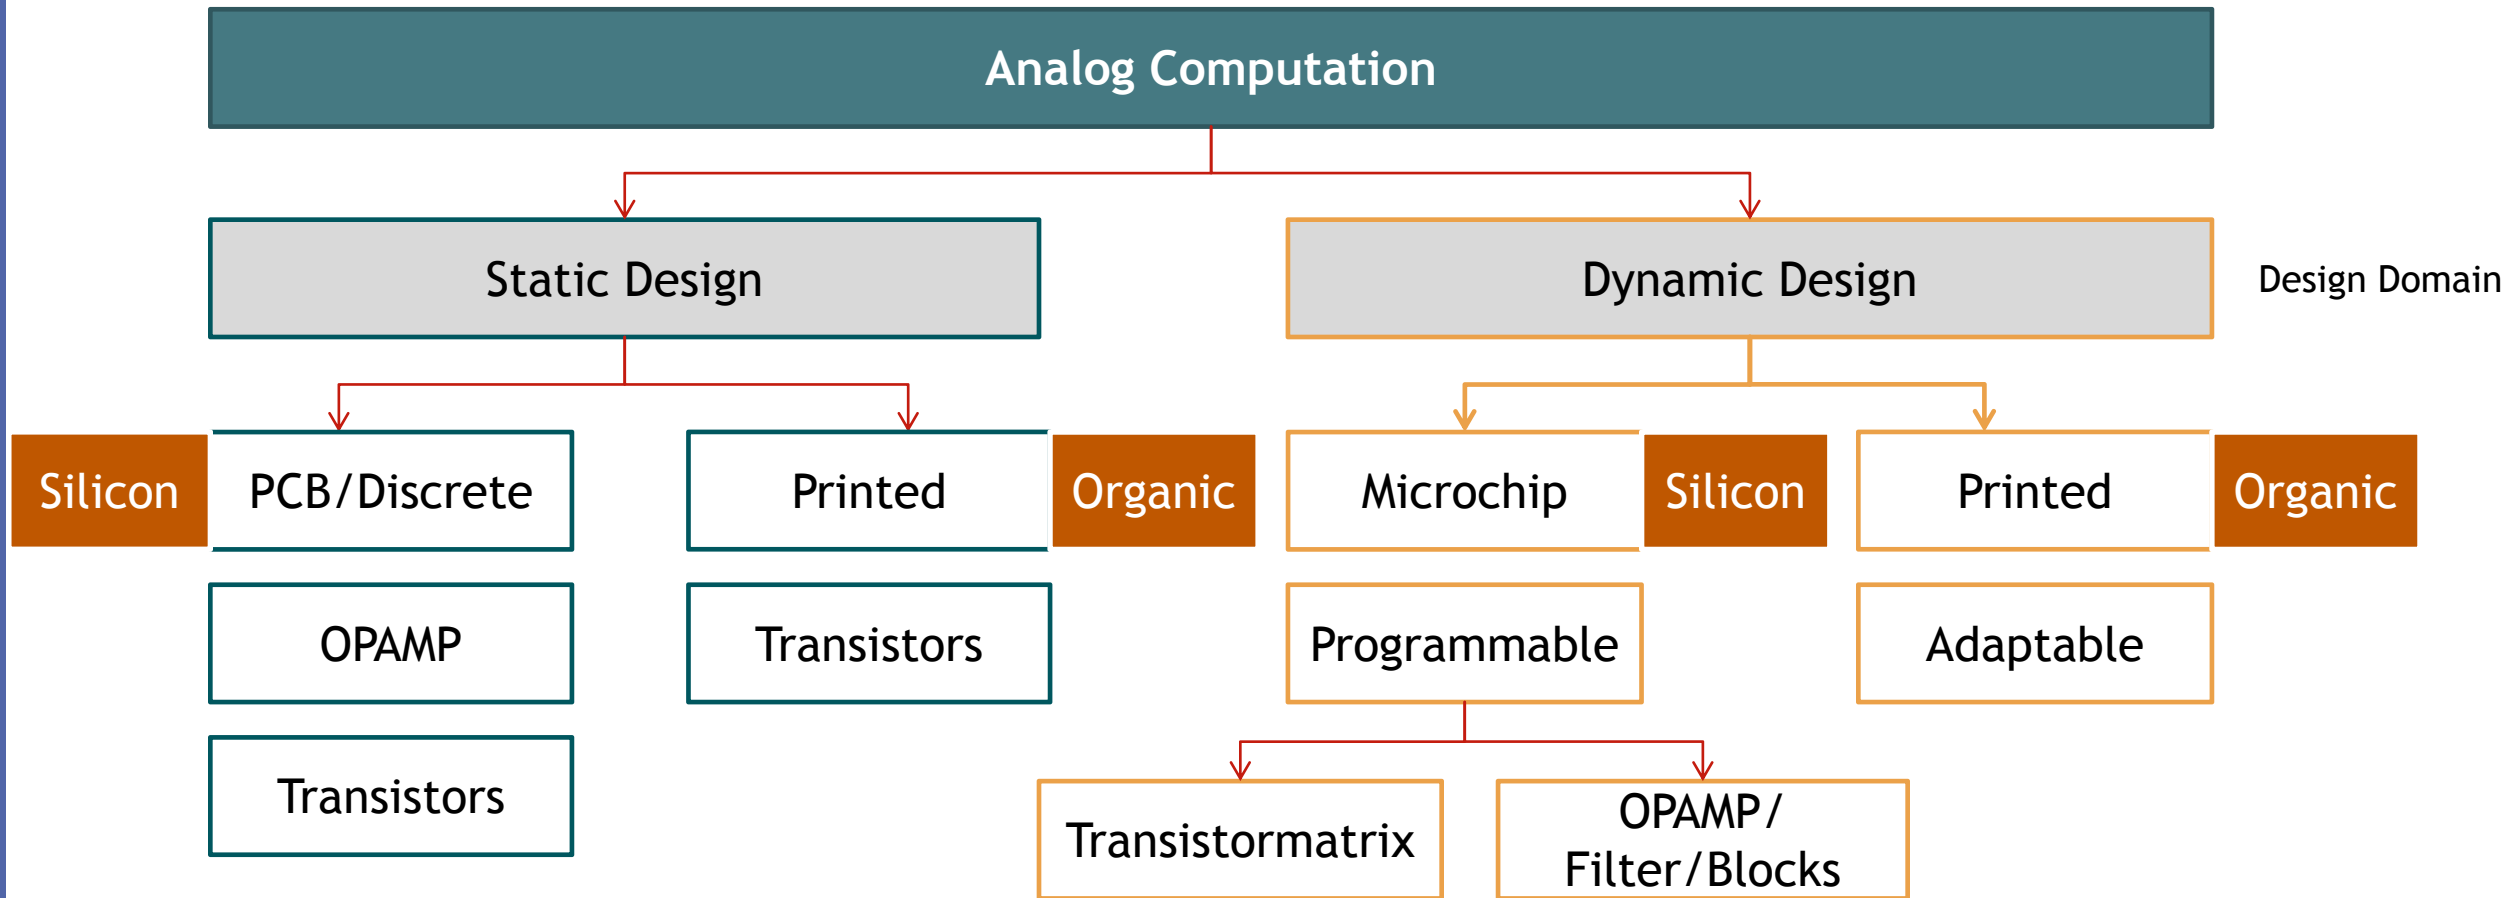 Analog Computation
Static Design
Dynamic Design
Design Domain
Silicon
PCB/Discrete
Printed
Organic
Microchip
Silicon
Printed
Organic
OPAMP
Transistors
Programmable
Adaptable
Transistors
Transistormatrix
OPAMP/
Filter/Blocks